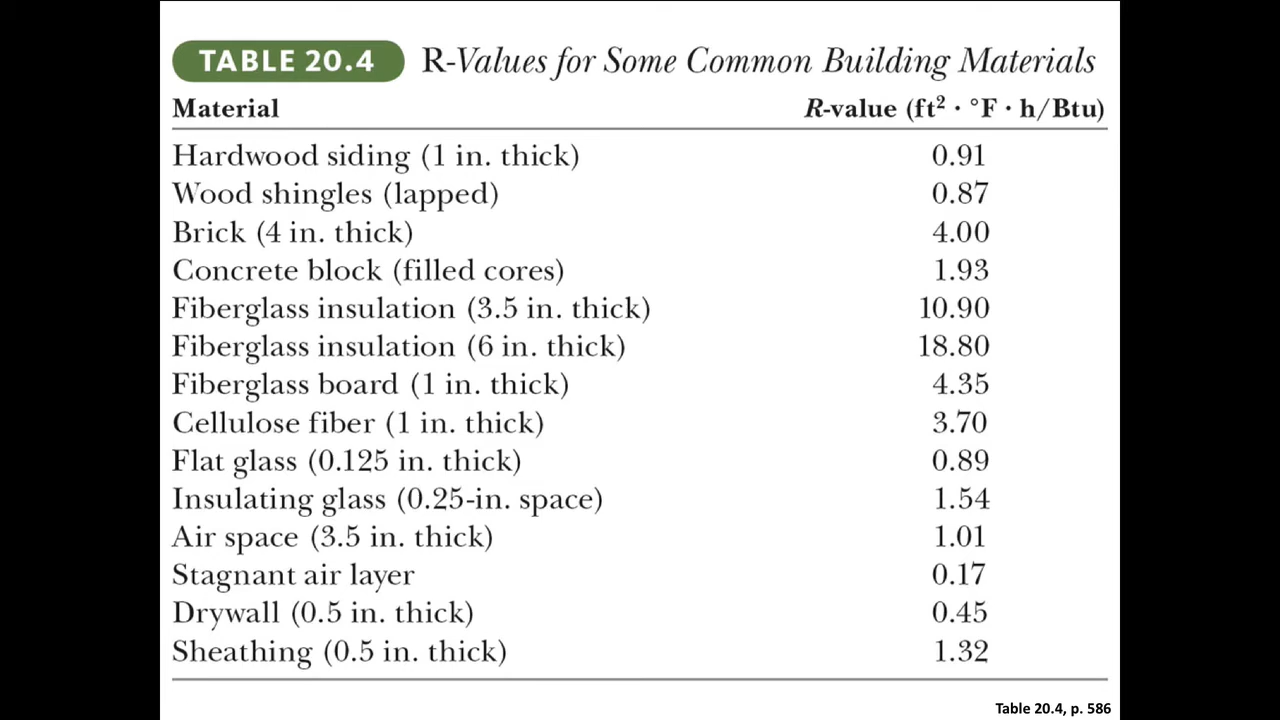 TABLE 20.4 R-Values for Some Common Building Materials
Material R-value (ft² · °F · h/Btu)
Hardwood siding (1 in. thick) 0.91
Wood shingles (lapped) 0.87
Brick (4 in. thick) 4.00
Concrete block (filled cores) 1.93
Fiberglass insulation (3.5 in. thick) 10.90
Fiberglass insulation (6 in. thick) 18.80
Fiberglass board (1 in. thick) 4.35
Cellulose fiber (1 in. thick) 3.70
Flat glass (0.125 in. thick) 0.89
Insulating glass (0.25-in. space) 1.54
Air space (3.5 in. thick) 1.01
Stagnant air layer 0.17
Drywall (0.5 in. thick) 0.45
Sheathing (0.5 in. thick) 1.32
Table 20.4, p. 586